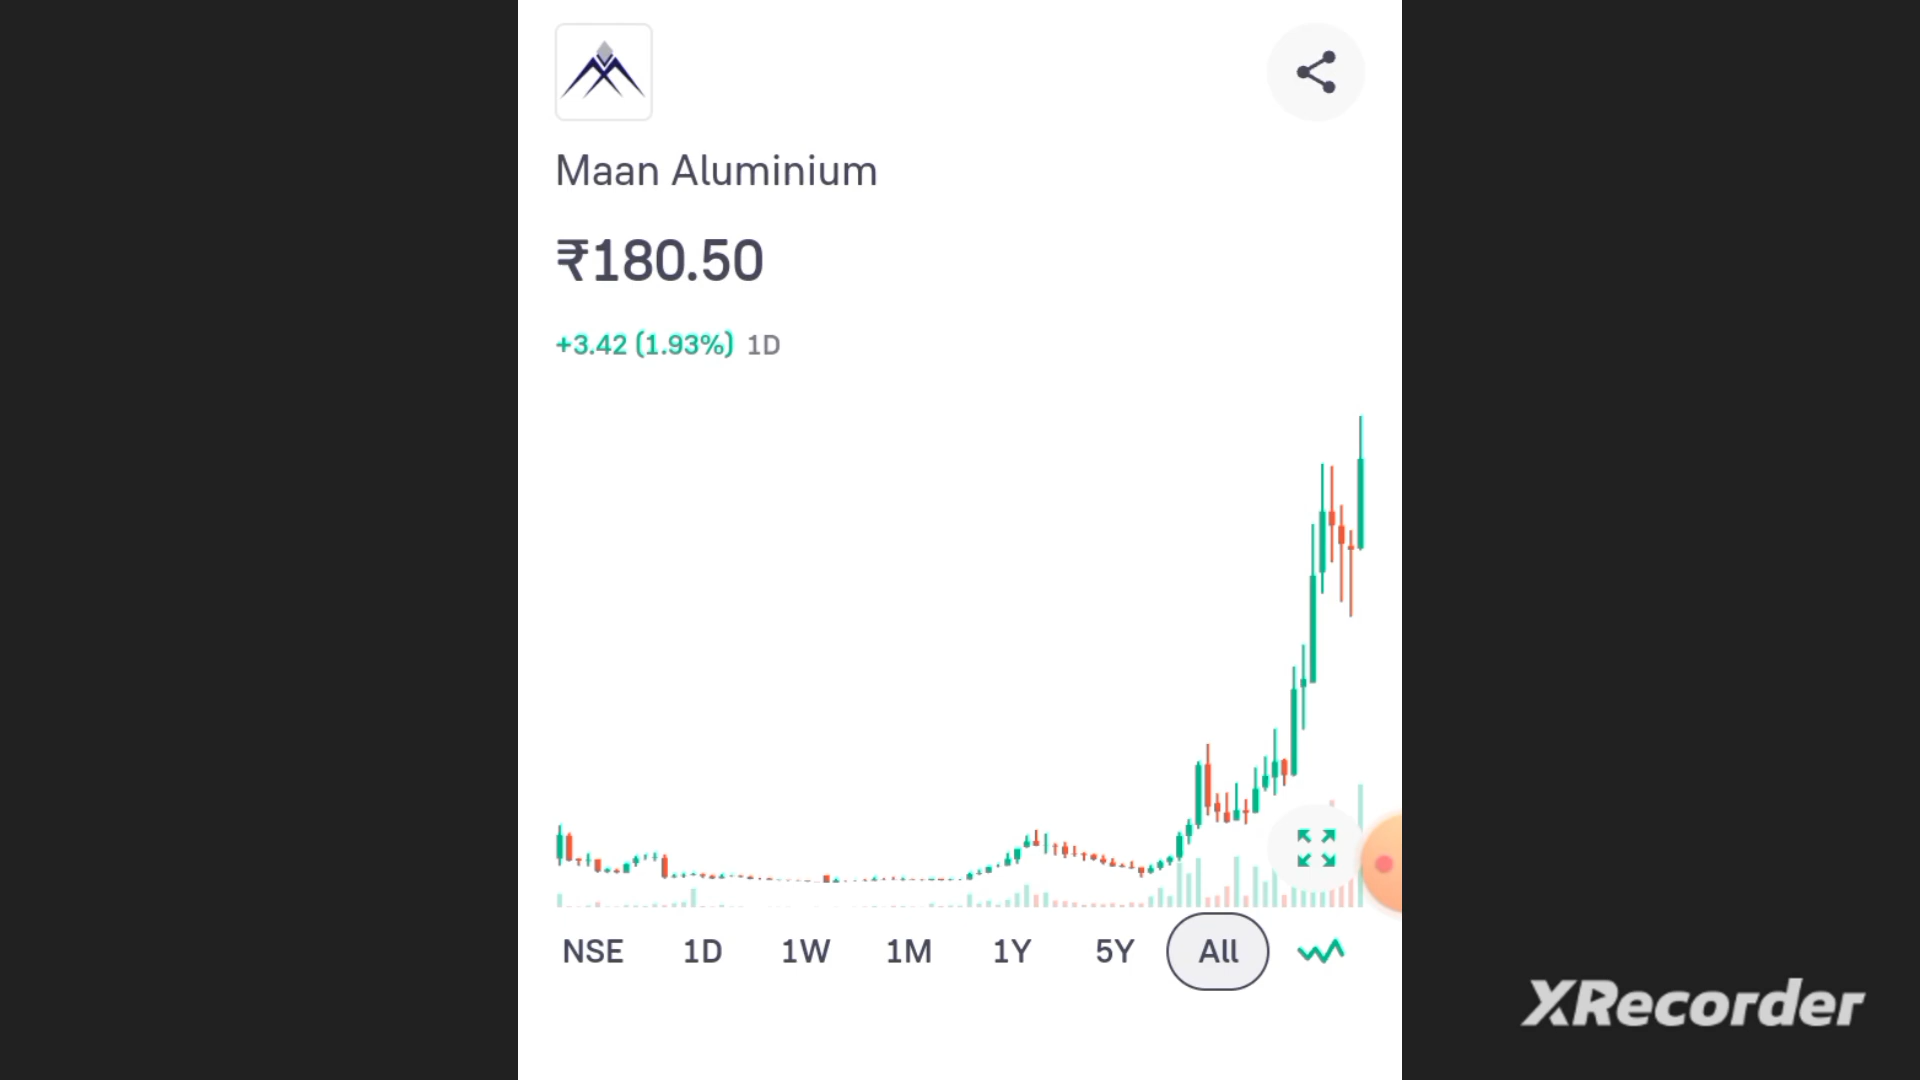 Maan Aluminium
₹180.50
+3.42 (1.93%) 1D
NSE 1D 1W 1M 1Y 5Y All
XRecorder